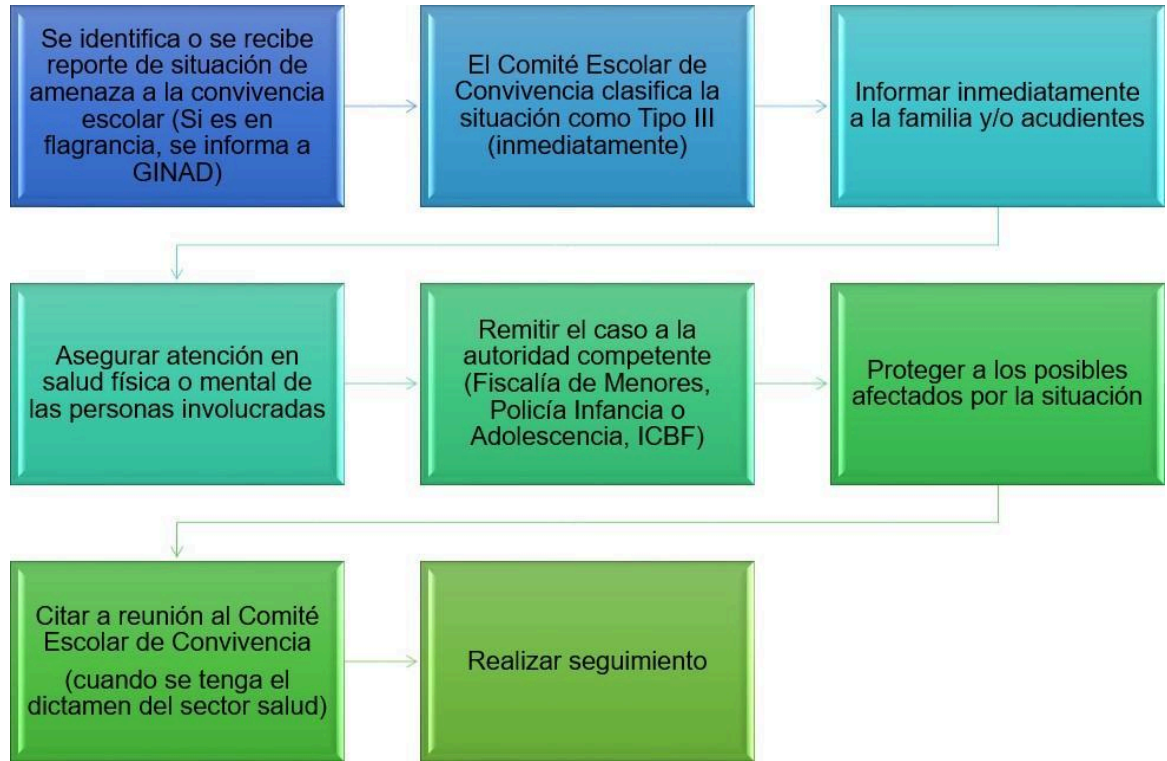 Se identifica o se recibe
reporte de situación de
amenaza a la convivencia
escolar (Si es en
flagrancia, se informa a
GINAD)
El Comité Escolar de
Convivencia clasifica la
situación como Tipo III
(inmediatamente)
Informar inmediatamente
a la familia y/o acudientes
Asegurar atención en
salud física o mental de
las personas involucradas
Remitir el caso a la
autoridad competente
(Fiscalía de Menores,
Policía Infancia o
Adolescencia, ICBF)
Proteger a los posibles
afectados por la situación
Citar a reunión al Comité
Escolar de Convivencia
(cuando se tenga el
dictamen del sector salud)
Realizar seguimiento